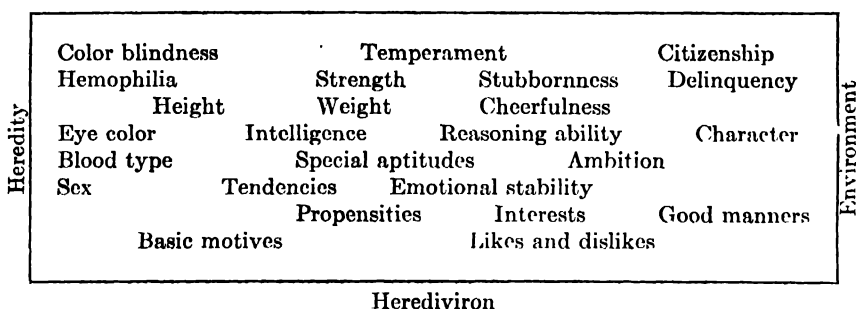 Color blindness Temperament Citizenship
Hemophilia Strength Stubbornness Delinquency
Height Weight Cheerfulness
Eye color Intelligence Reasoning ability Character
Blood type Special aptitudes Ambition
Sex Tendencies Emotional stability
Propensities Interests Good manners
Basic motives Likes and dislikes
Heredity
Environment
Herediviron